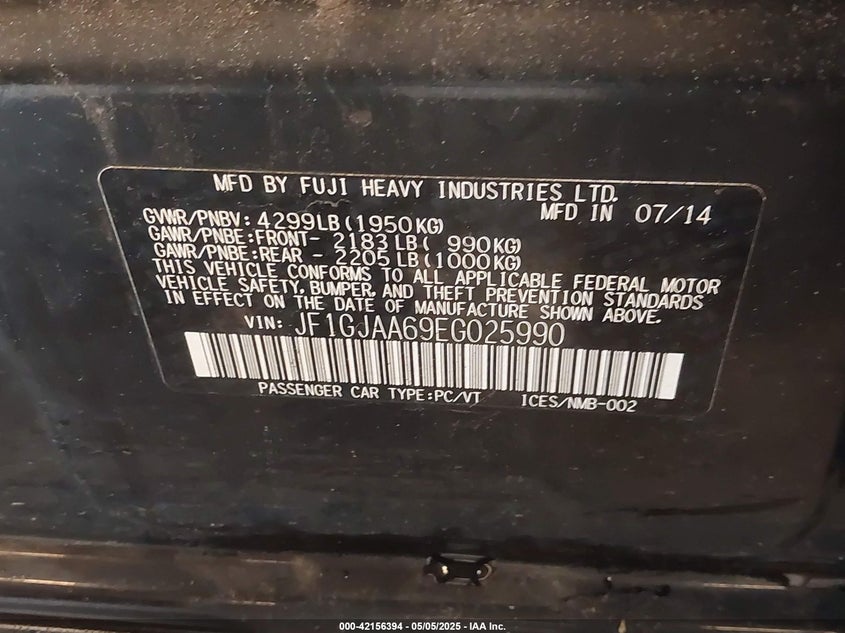 MFD BY FUJI HEAVY INDUSTRIES LTD.
MFD IN 07/14
GVWR/PNBV: 4299LB(1950KG)
GAWR/PNBE:FRONT- 2183LB( 990KG)
GAWR/PNBE:REAR - 2205LB(1000KG)
THIS VEHICLE CONFORMS TO ALL APPLICABLE FEDERAL MOTOR
VEHICLE SAFETY, BUMPER, AND THEFT PREVENTION STANDARDS
IN EFFECT ON THE DATE OF MANUFACTURE SHOWN ABOVE.
VIN: JF1GJAA69EG025990
PASSENGER CAR TYPE:PC/VT ICES/NMB-002
000-42156394 - 05/05/2025 - IAA Inc.